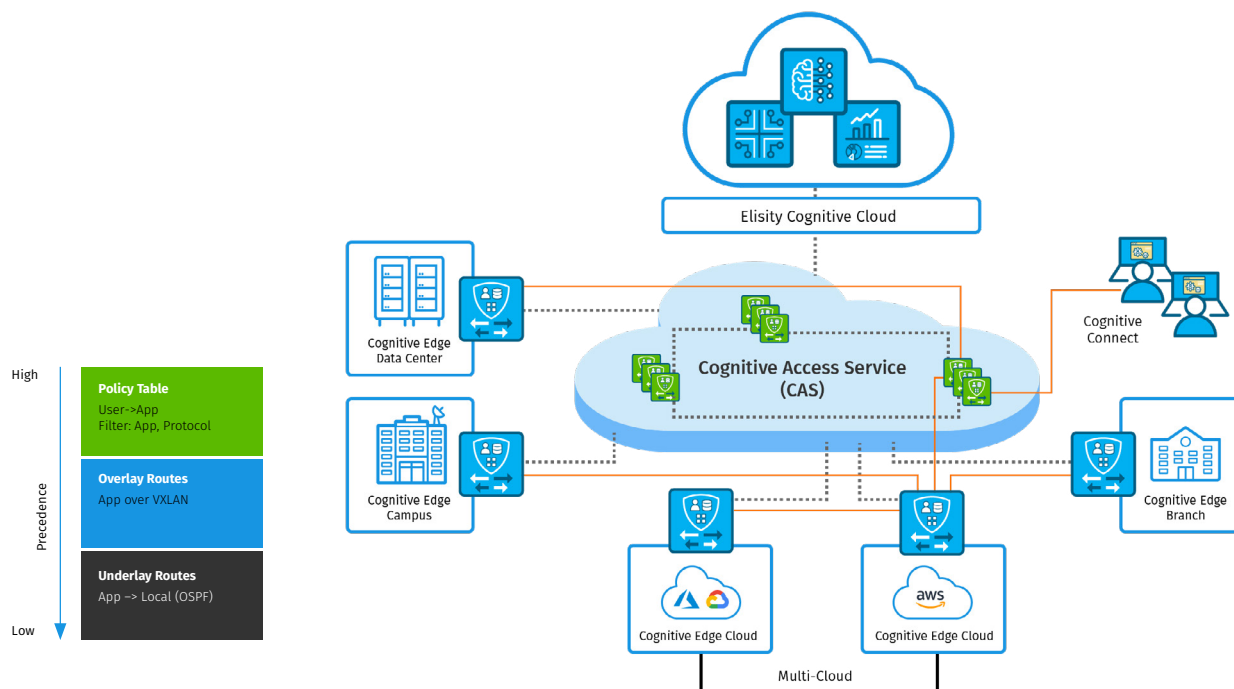 Elisity Cognitive Cloud
Cognitive Edge
Data Center
Cognitive Access Service
(CAS)
Cognitive
Connect
High
Precedence
Low
Policy Table
User->App
Filter: App, Protocol
Overlay Routes
App over VXLAN
Underlay Routes
App –> Local (OSPF)
Cognitive Edge
Campus
Cognitive Edge
Branch
Cognitive Edge Cloud
aws
Cognitive Edge Cloud
Multi-Cloud